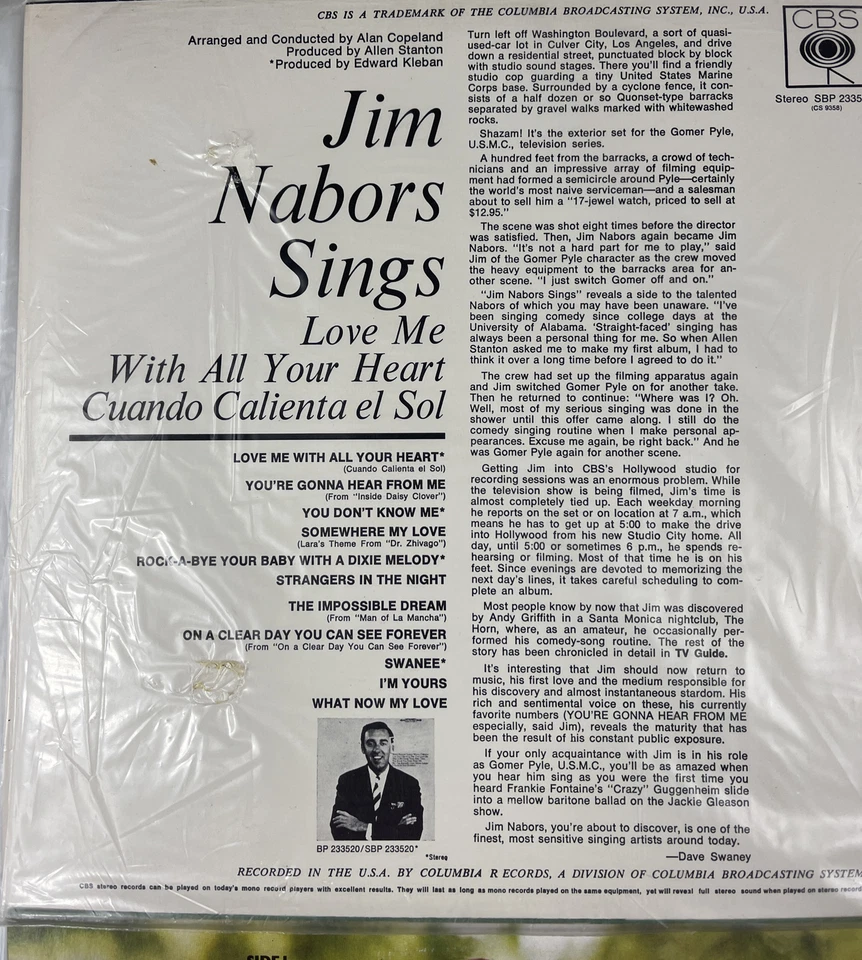 CBS IS A TRADEMARK OF THE COLUMBIA BROADCASTING SYSTEM, INC., U.S.A.
CBS
Stereo SBP 2335
(CS 9358)
Arranged and Conducted by Alan Copeland
Produced by Allen Stanton
*Produced by Edward Kleban
Jim
Nabors
Sings
Love Me
With All Your Heart
Cuando Calienta el Sol
LOVE ME WITH ALL YOUR HEART*
(Cuando Calienta el Sol)
YOU'RE GONNA HEAR FROM ME
(From "Inside Daisy Clover")
YOU DON'T KNOW ME*
SOMEWHERE MY LOVE
(Lara's Theme From "Dr. Zhivago")
ROCK-A-BYE YOUR BABY WITH A DIXIE MELODY*
STRANGERS IN THE NIGHT
THE IMPOSSIBLE DREAM
(From "Man of La Mancha")
ON A CLEAR DAY YOU CAN SEE FOREVER
(From "On a Clear Day You Can See Forever")
SWANEE*
I'M YOURS
WHAT NOW MY LOVE
BP 233520/SBP 233520*
*Stereo
Turn left off Washington Boulevard, a sort of quasi-
used-car lot in Culver City, Los Angeles, and drive
down a residential street, punctuated block by block
with studio sound stages. There you'll find a friendly
studio cop guarding a tiny United States Marine
Corps base. Surrounded by a cyclone fence, it con-
sists of a half dozen or so Quonset-type barracks
separated by gravel walks marked with whitewashed
rocks.
Shazam! It's the exterior set for the Gomer Pyle,
U.S.M.C., television series.
A hundred feet from the barracks, a crowd of tech-
nicians and an impressive array of filming equip-
ment had formed a semicircle around Pyle—certainly
the world's most naive serviceman—and a salesman
about to sell him a "17-jewel watch, priced to sell at
$12.95."
The scene was shot eight times before the director
was satisfied. Then, Jim Nabors again became Jim
Nabors. "It's not a hard part for me to play," said
Jim of the Gomer Pyle character as the crew moved
the heavy equipment to the barracks area for an-
other scene. "I just switch Gomer off and on."
"Jim Nabors Sings" reveals a side to the talented
Nabors of which you may have been unaware. "I've
been singing comedy since college days at the
University of Alabama. 'Straight-faced' singing has
always been a personal thing for me. So when Allen
Stanton asked me to make my first album, I had to
think it over a long time before I agreed to do it."
The crew had set up the filming apparatus again
and Jim switched Gomer Pyle on for another take.
Then he returned to continue: "Where was I? Oh.
Well, most of my serious singing was done in the
shower until this offer came along. I still do the
comedy singing routine when I make personal ap-
pearances. Excuse me again, be right back." And he
was Gomer Pyle again for another scene.
Getting Jim into CBS's Hollywood studio for
recording sessions was an enormous problem. While
the television show is being filmed, Jim's time is
almost completely tied up. Each weekday morning
he reports on the set or on location at 7 a.m., which
means he has to get up at 5:00 to make the drive
into Hollywood from his new Studio City home. All
day, until 5:00 or sometimes 6 p.m., he spends re-
hearsing or filming. Most of that time he is on his
feet. Since evenings are devoted to memorizing the
next day's lines, it takes careful scheduling to com-
plete an album.
Most people know by now that Jim was discovered
by Andy Griffith in a Santa Monica nightclub, The
Horn, where, as an amateur, he occasionally per-
formed his comedy-song routine. The rest of the
story has been chronicled in detail in TV Guide.
It's interesting that Jim should now return to
music, his first love and the medium responsible for
his discovery and almost instantaneous stardom. His
rich and sentimental voice on these, his currently
favorite numbers (YOU'RE GONNA HEAR FROM ME
especially, said Jim), reveals the maturity that has
been the result of his constant public exposure.
If your only acquaintance with Jim is in his role
as Gomer Pyle, U.S.M.C., you'll be as amazed when
you hear him sing as you were the first time you
heard Frankie Fontaine's "Crazy" Guggenheim slide
into a mellow baritone ballad on the Jackie Gleason
show.
Jim Nabors, you're about to discover, is one of the
finest, most sensitive singing artists around today.
—Dave Swaney
RECORDED IN THE U.S.A. BY COLUMBIA RECORDS, A DIVISION OF COLUMBIA BROADCASTING SYSTEM
CBS stereo records can be played on today's mono record players with excellent results. They will last as long as mono records played on the same equipment, yet will reveal full stereo sound when played on stereo record
SIDE I